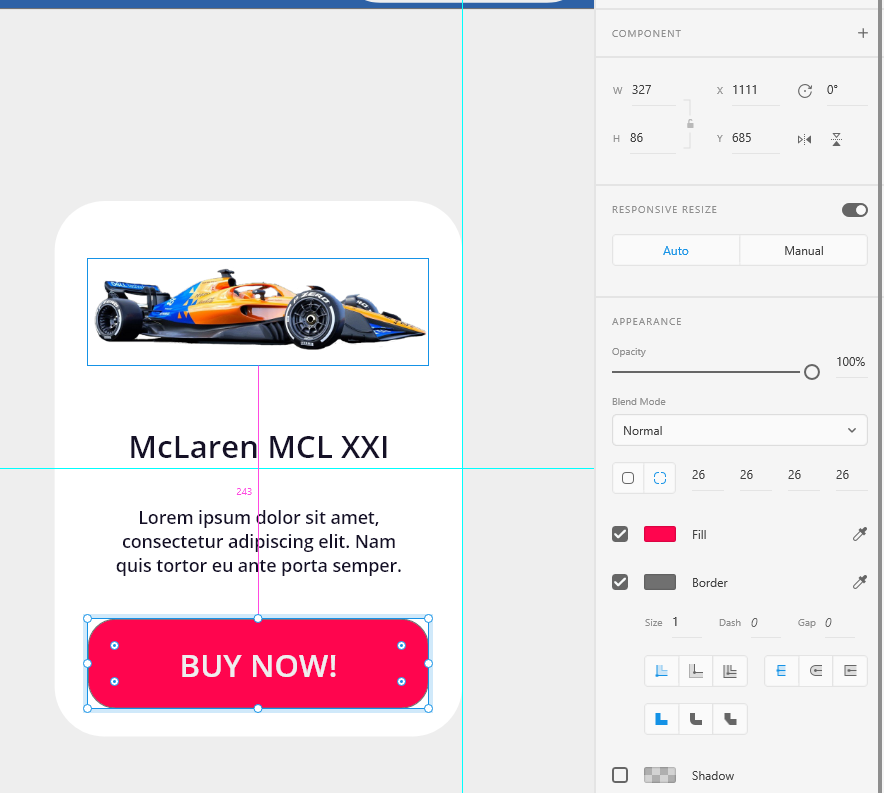 COMPONENT
W 327 X 1111 0°
H 86 Y 685
RESPONSIVE RESIZE
Auto Manual
APPEARANCE
Opacity
100%
Blend Mode
Normal
26 26 26 26
Fill
Border
Size 1 Dash 0 Gap 0
Shadow
ZERO
McLaren MCL XXI
243
Lorem ipsum dolor sit amet,
consectetur adipiscing elit. Nam
quis tortor eu ante porta semper.
BUY NOW!